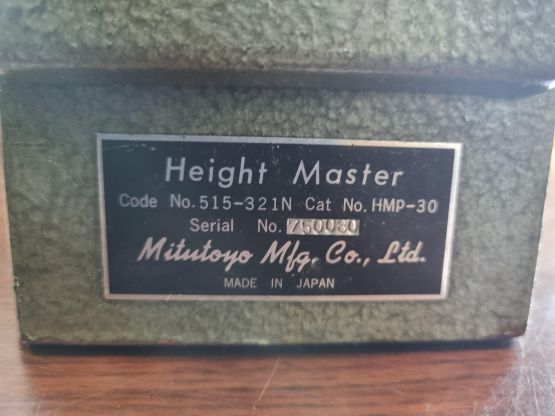 Height Master
Code No. 515-321N Cat No. HMP-30
Serial No. 750080
Mitutoyo Mfg. Co., Ltd.
MADE IN JAPAN